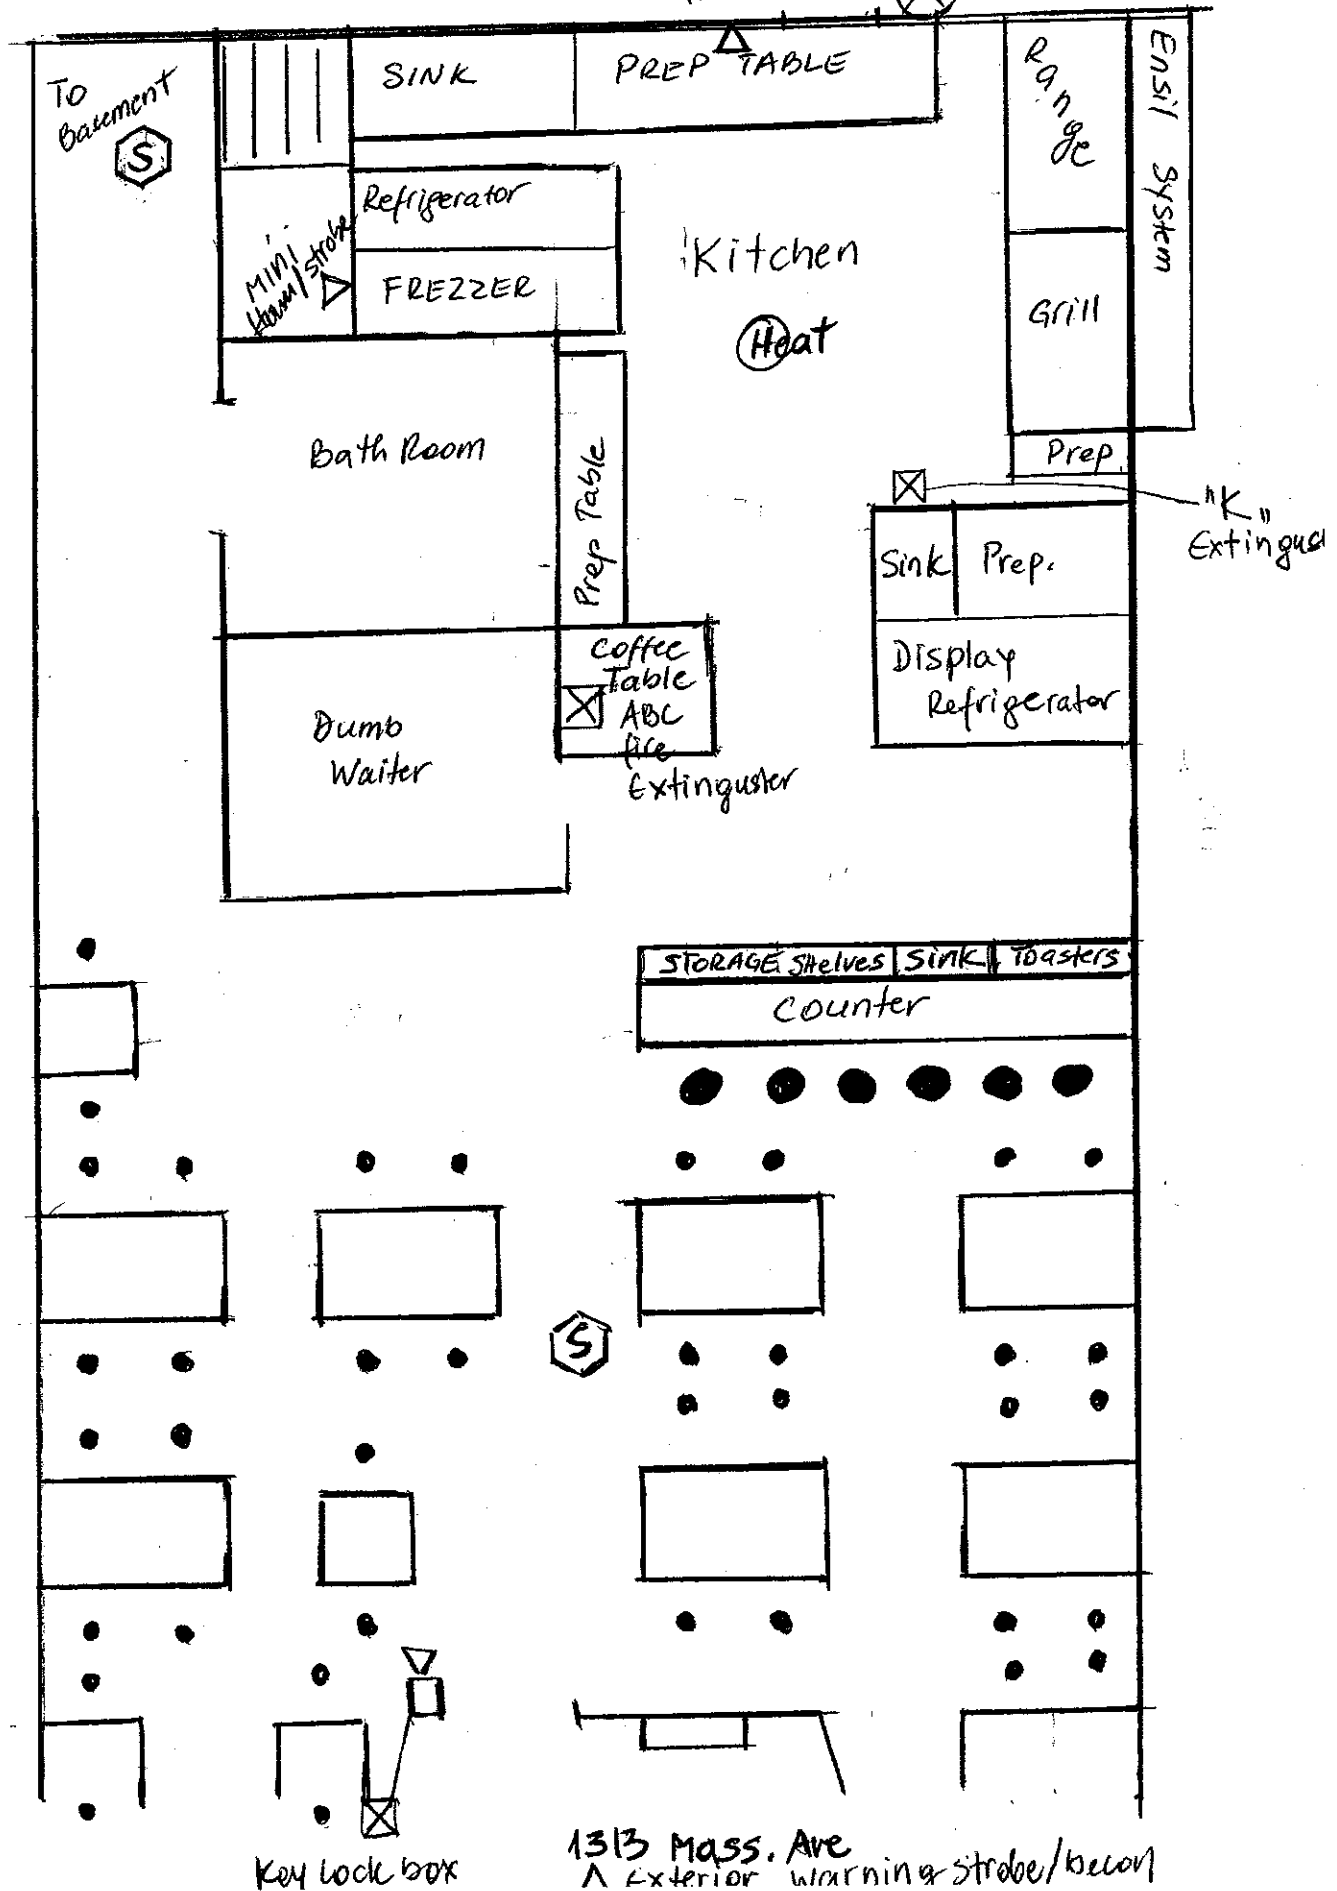 To
Basement
S
SINK
PREP TABLE
Range
Ensil System
Refrigerator
Mini
Horn/strobe
FREZZER
Kitchen
Heat
Grill
Bath Room
Prep Table
Prep
"K"
Sink
Prep.
Coffee
Table
ABC
fire
Extinguster
Display
Refrigerator
Dumb
Waiter
STORAGE SHelves
Sink
Toasters
Counter
S
Key Lock box
1313 Mass. Ave
Exterior warning strobe/becon